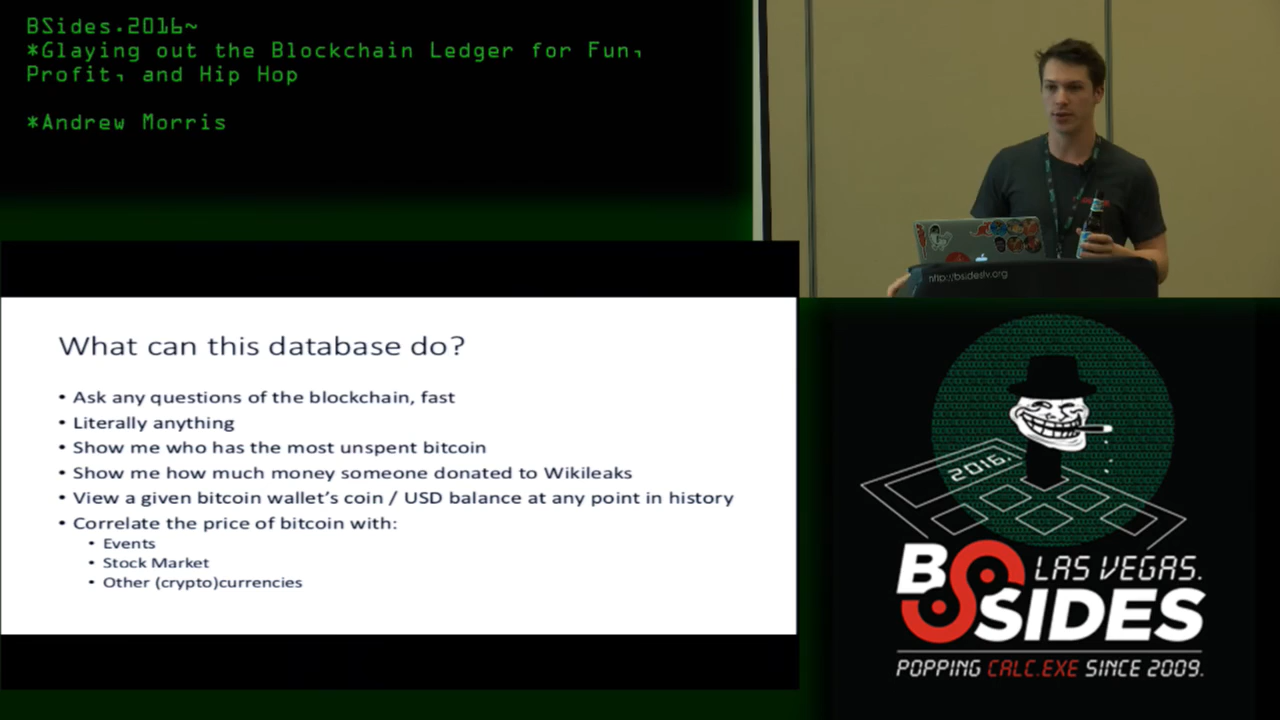 BSides.2016~
*Glaying out the Blockchain Ledger for Fun,
Profit, and Hip Hop
*Andrew Morris
http://bsideslv.org
What can this database do?
• Ask any questions of the blockchain, fast
• Literally anything
• Show me who has the most unspent bitcoin
• Show me how much money someone donated to Wikileaks
• View a given bitcoin wallet's coin / USD balance at any point in history
• Correlate the price of bitcoin with:
• Events
• Stock Market
• Other (crypto)currencies
2016.
BSIDES
LAS VEGAS.
POPPING CALC.EXE SINCE 2009.